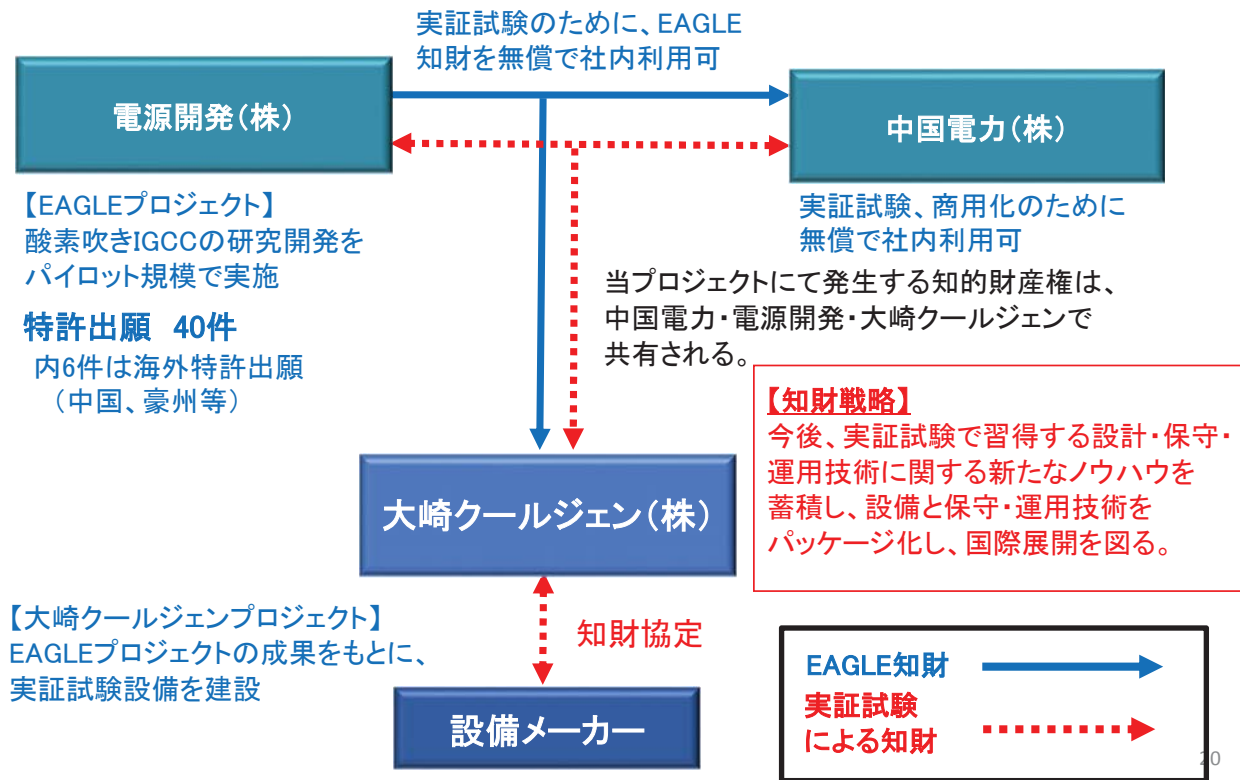 実証試験のために、EAGLE
知財を無償で社内利用可
電源開発(株)
中国電力(株)
【EAGLEプロジェクト】
酸素吹きIGCCの研究開発を
パイロット規模で実施
特許出願 40件
内6件は海外特許出願
(中国、豪州等)
実証試験、商用化のために
無償で社内利用可
当プロジェクトにて発生する知的財産権は、
中国電力・電源開発・大崎クールジェンで
共有される。
【知財戦略】
今後、実証試験で習得する設計・保守・
運用技術に関する新たなノウハウを
蓄積し、設備と保守・運用技術を
パッケージ化し、国際展開を図る。
大崎クールジェン(株)
【大崎クールジェンプロジェクト】
EAGLEプロジェクトの成果をもとに、
実証試験設備を建設
知財協定
設備メーカー
EAGLE知財
実証試験
による知財
20